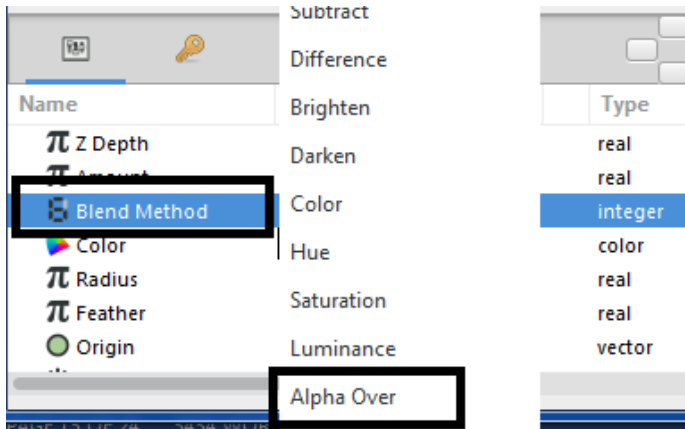 Subtract
Difference
Brighten
Darken
Color
Hue
Saturation
Luminance
Alpha Over
Name
Type
Z Depth
real
Amount
real
Blend Method
integer
Color
color
Radius
real
Feather
real
Origin
vector